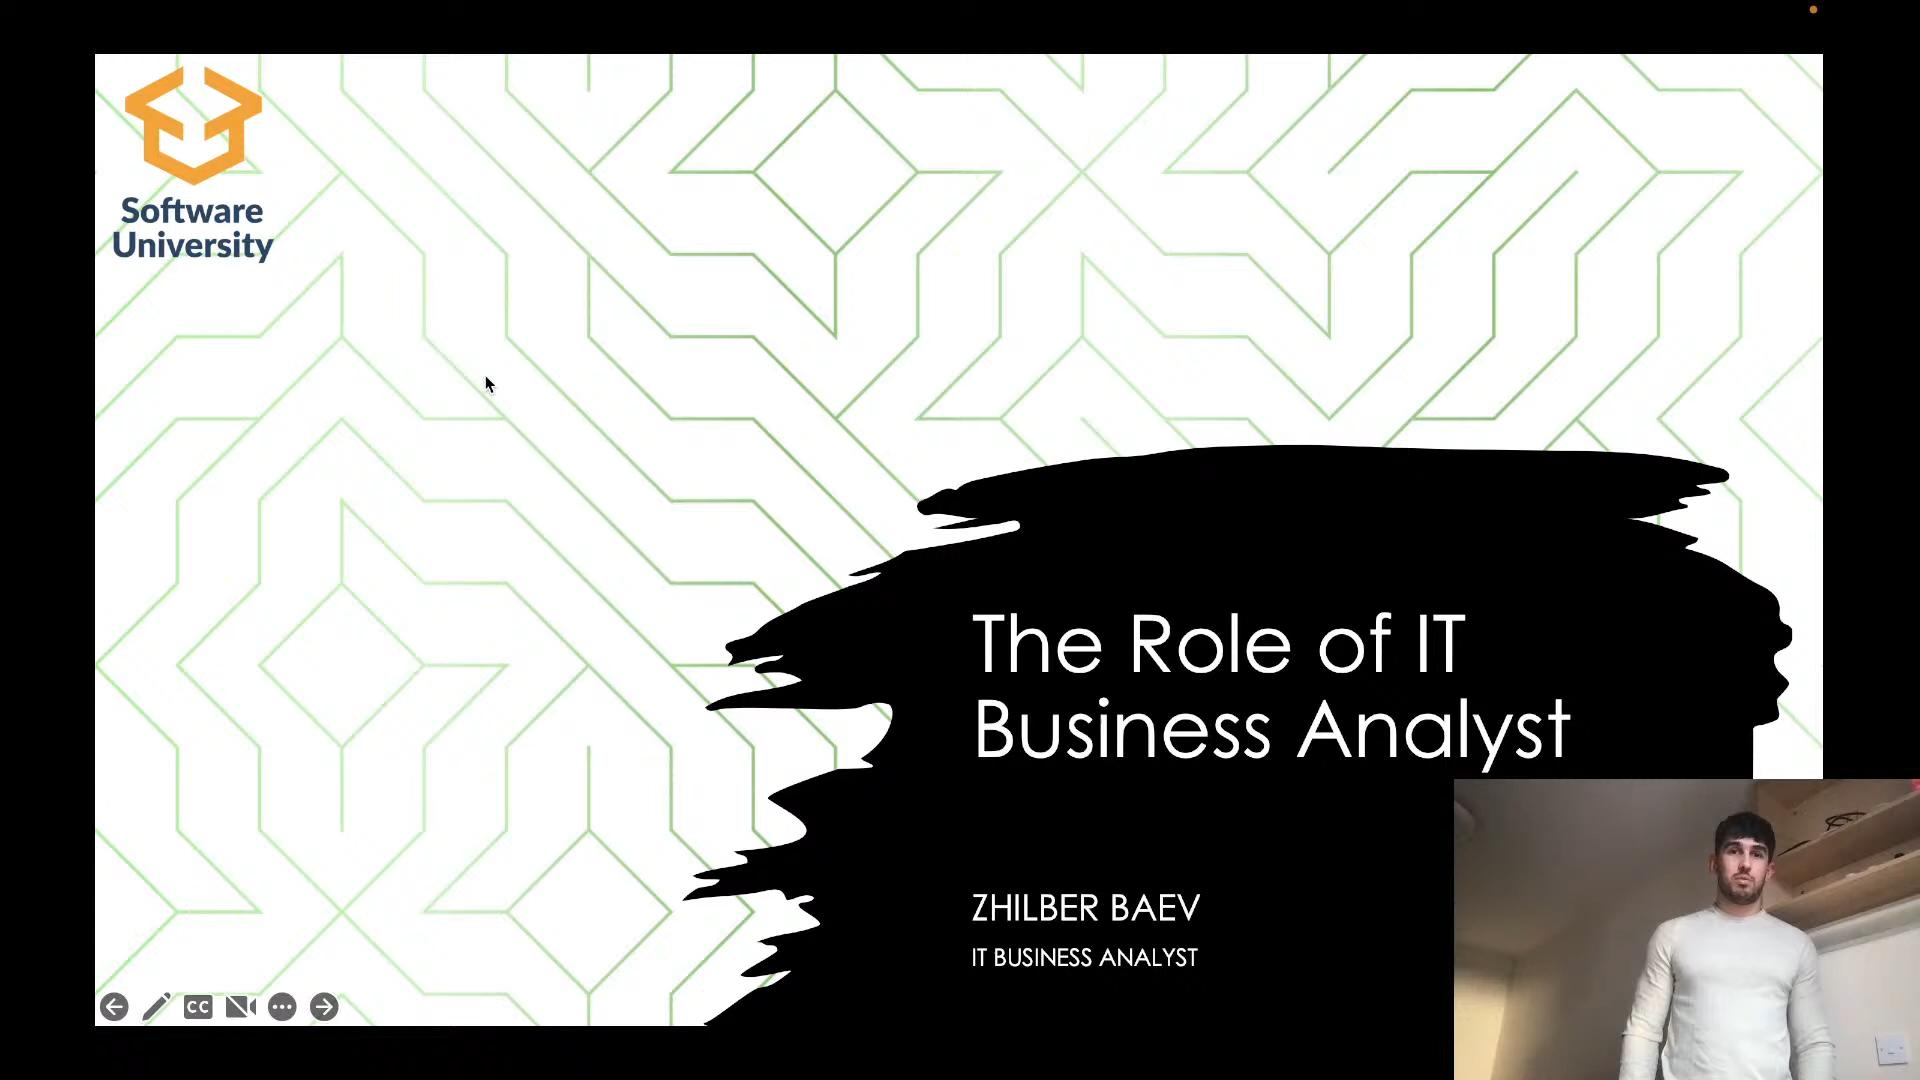 Software
University
The Role of IT
Business Analyst
ZHILBER BAEV
IT BUSINESS ANALYST
CC